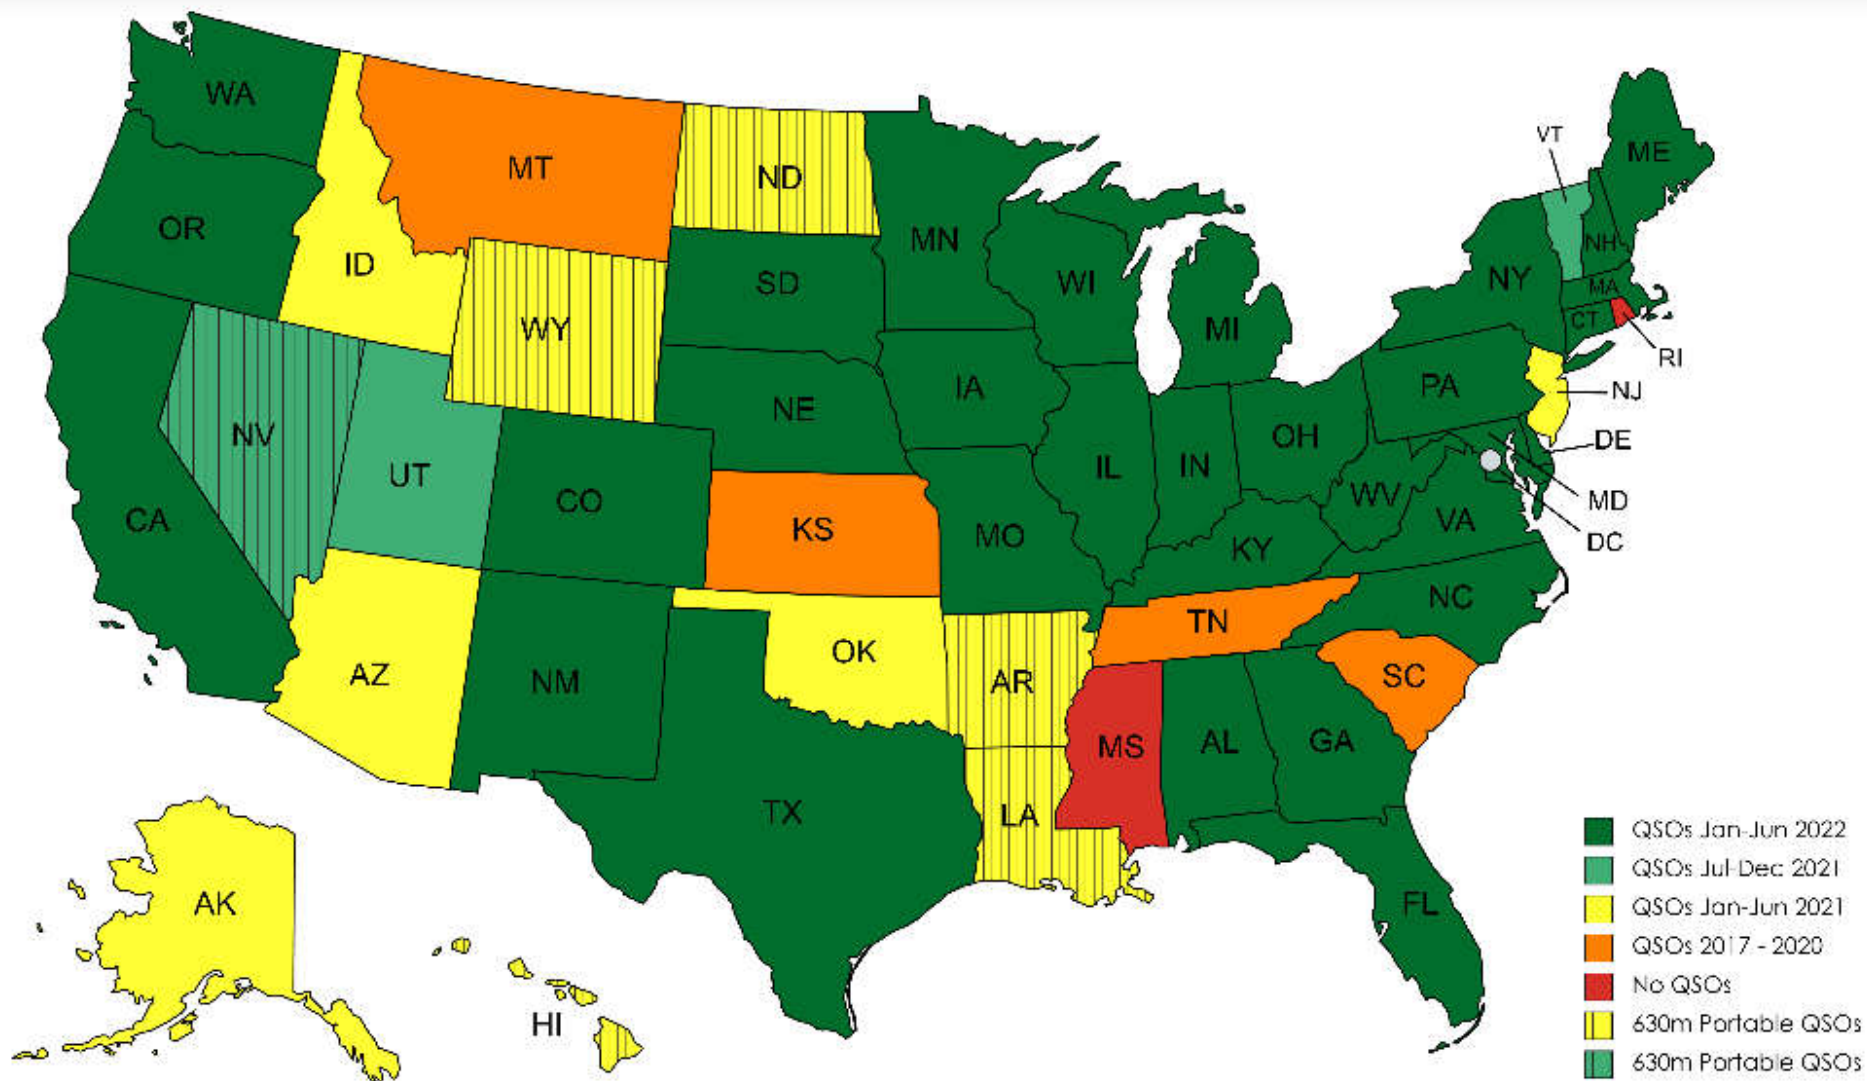 WA
MT
ND
MN
VT
ME
OR
ID
SD
WI
NY
NH
MA
WY
MI
CT
RI
NV
UT
NE
IA
PA
NJ
CA
CO
KS
MO
IL
IN
OH
WV
VA
DE
MD
DC
KY
NC
AZ
NM
OK
AR
TN
SC
MS
AL
GA
TX
LA
FL
AK
HI
QSOs Jan-Jun 2022
QSOs Jul-Dec 2021
QSOs Jan-Jun 2021
QSOs 2017 - 2020
No QSOs
630m Portable QSOs
630m Portable QSOs